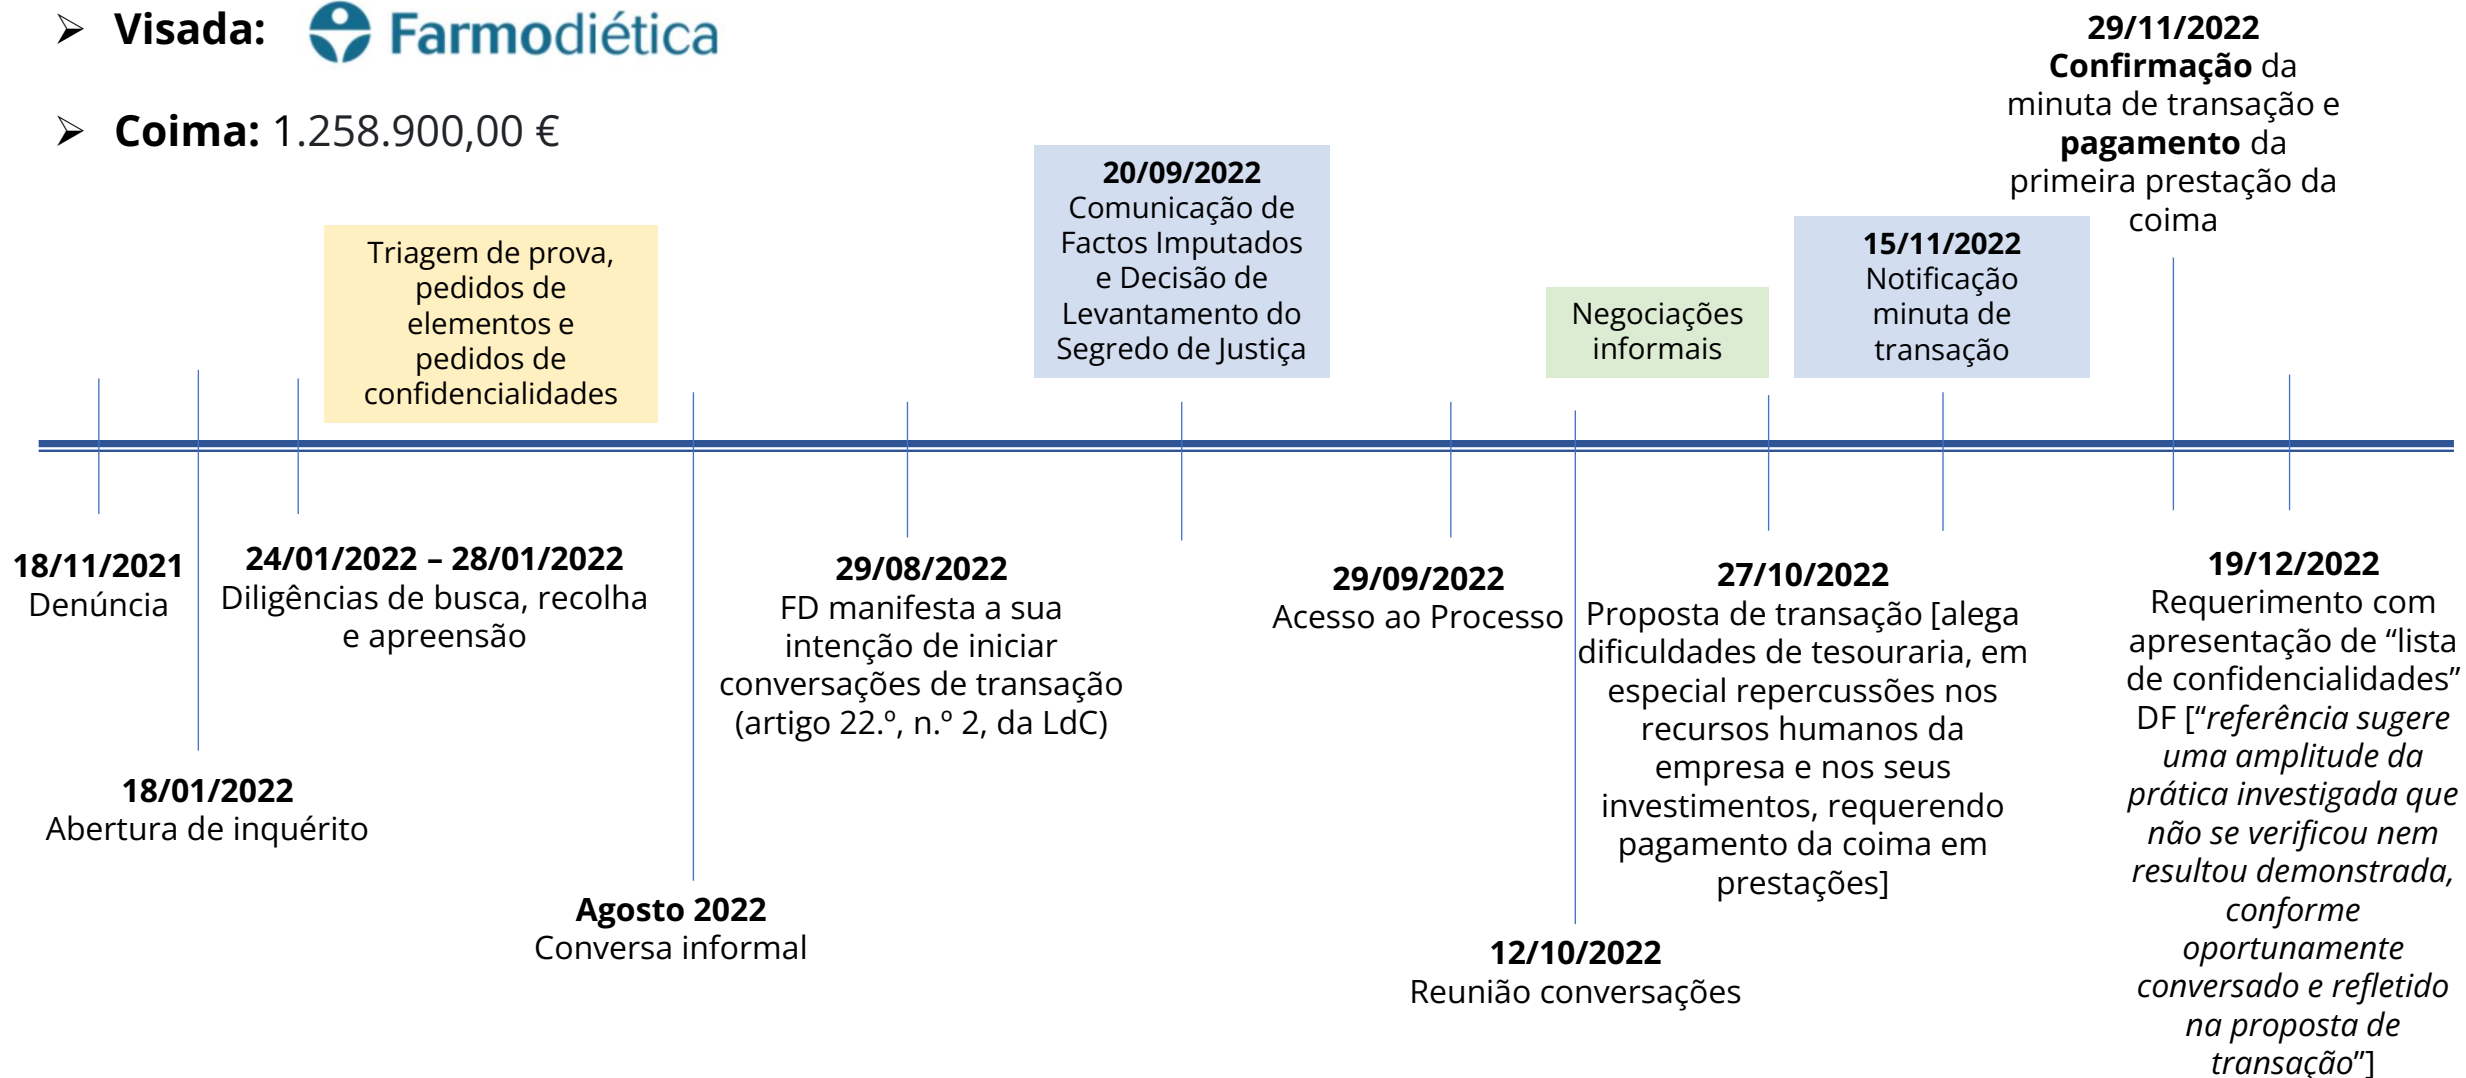 ➢ Visada: Farmodiética
➢ Coima: 1.258.900,00 €
Triagem de prova,
pedidos de
elementos e
pedidos de
confidencialidades
20/09/2022
Comunicação de
Factos Imputados
e Decisão de
Levantamento do
Segredo de Justiça
Negociações
informais
15/11/2022
Notificação
minuta de
transação
29/11/2022
Confirmação da
minuta de transação e
pagamento da
primeira prestação da
coima
18/11/2021
Denúncia
18/01/2022
Abertura de inquérito
24/01/2022 – 28/01/2022
Diligências de busca, recolha
e apreensão
Agosto 2022
Conversa informal
29/08/2022
FD manifesta a sua
intenção de iniciar
conversações de transação
(artigo 22.º, n.º 2, da LdC)
29/09/2022
Acesso ao Processo
12/10/2022
Reunião conversações
27/10/2022
Proposta de transação [alega
dificuldades de tesouraria, em
especial repercussões nos
recursos humanos da
empresa e nos seus
investimentos, requerendo
pagamento da coima em
prestações]
19/12/2022
Requerimento com
apresentação de “lista
de confidencialidades”
DF [“referência sugere
uma amplitude da
prática investigada que
não se verificou nem
resultou demonstrada,
conforme
oportunamente
conversado e refletido
na proposta de
transação”]